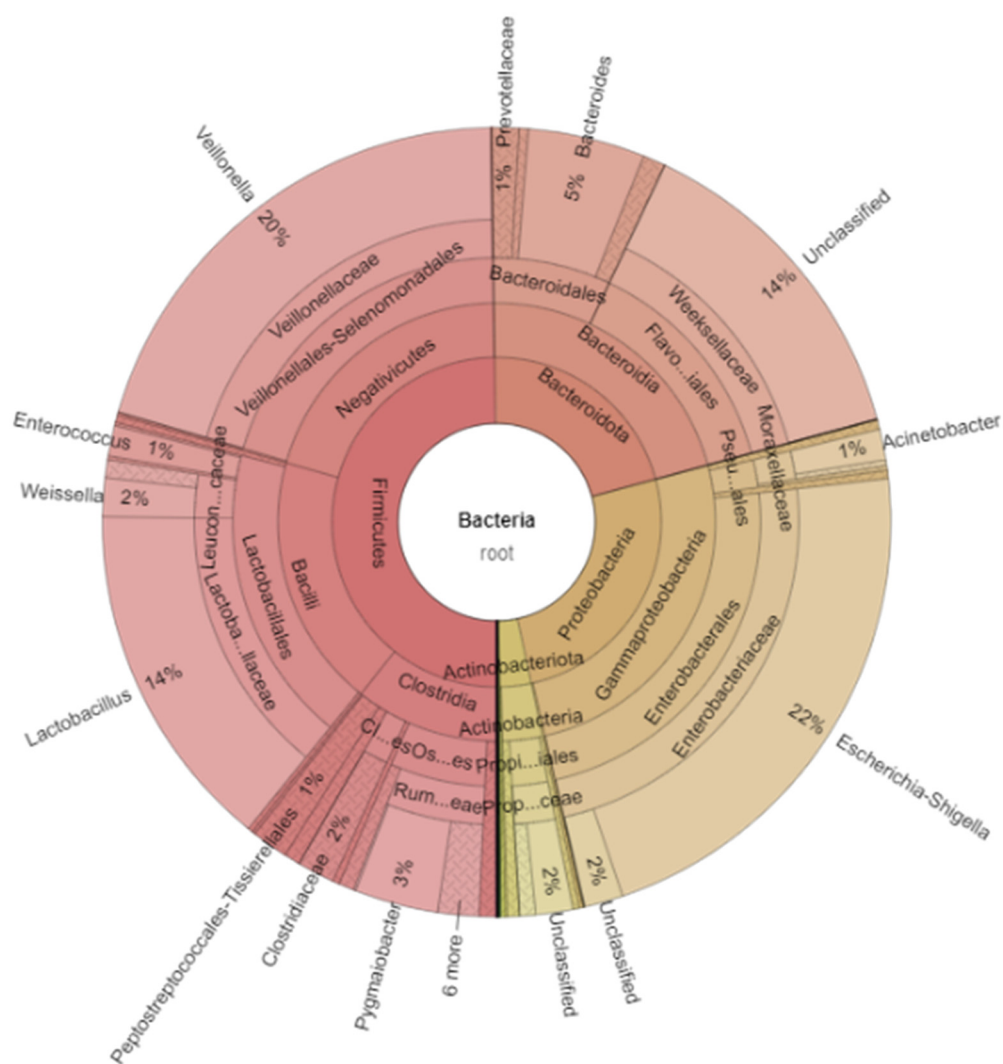 Bacteria
root
Firmicutes
Bacteroidota
Proteobacteria
Actinobacteriota
Negativicutes
Bacilli
Clostridia
Bacteroidia
Gammaproteobacteria
Actinobacteria
Veillonellales-Selenomonadales
Lactobacillales
Cl...es
Os...es
Propi...iales
Bacteroidales
Flavo...iales
Pseu...ales
Enterobacterales
Veillonellaceae
Leucon...caceae
Lactoba...llaceae
Rum...eae
Prop...ceae
Weeksellaceae
Moraxellaceae
Enterobacteriaceae
Prevotellaceae
1%
Bacteroides
5%
Unclassified
14%
Acinetobacter
1%
Escherichia-Shigella
22%
Unclassified
2%
Unclassified
2%
6 more
Pygmaiobacter
3%
Clostridiaceae
2%
Peptostreptococcales-Tissierellales
1%
Lactobacillus
14%
Weissella
2%
Enterococcus
1%
Veillonella
20%